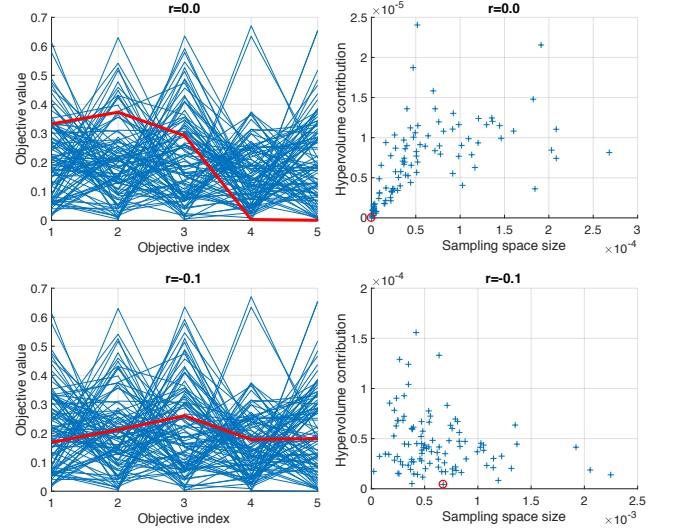 r=0.0
0.7
0.6
0.5
0.4
0.3
0.2
0.1
0
Objective value
1 2 3 4 5
Objective index
r=0.0
×10⁻⁵
2.5
2
1.5
1
0.5
0
Hypervolume contribution
0 0.5 1 1.5 2 2.5 3
Sampling space size
×10⁻⁴
r=-0.1
0.7
0.6
0.5
0.4
0.3
0.2
0.1
0
Objective value
1 2 3 4 5
Objective index
r=-0.1
×10⁻⁴
2
1.5
1
0.5
0
Hypervolume contribution
0 0.5 1 1.5 2 2.5
Sampling space size
×10⁻³